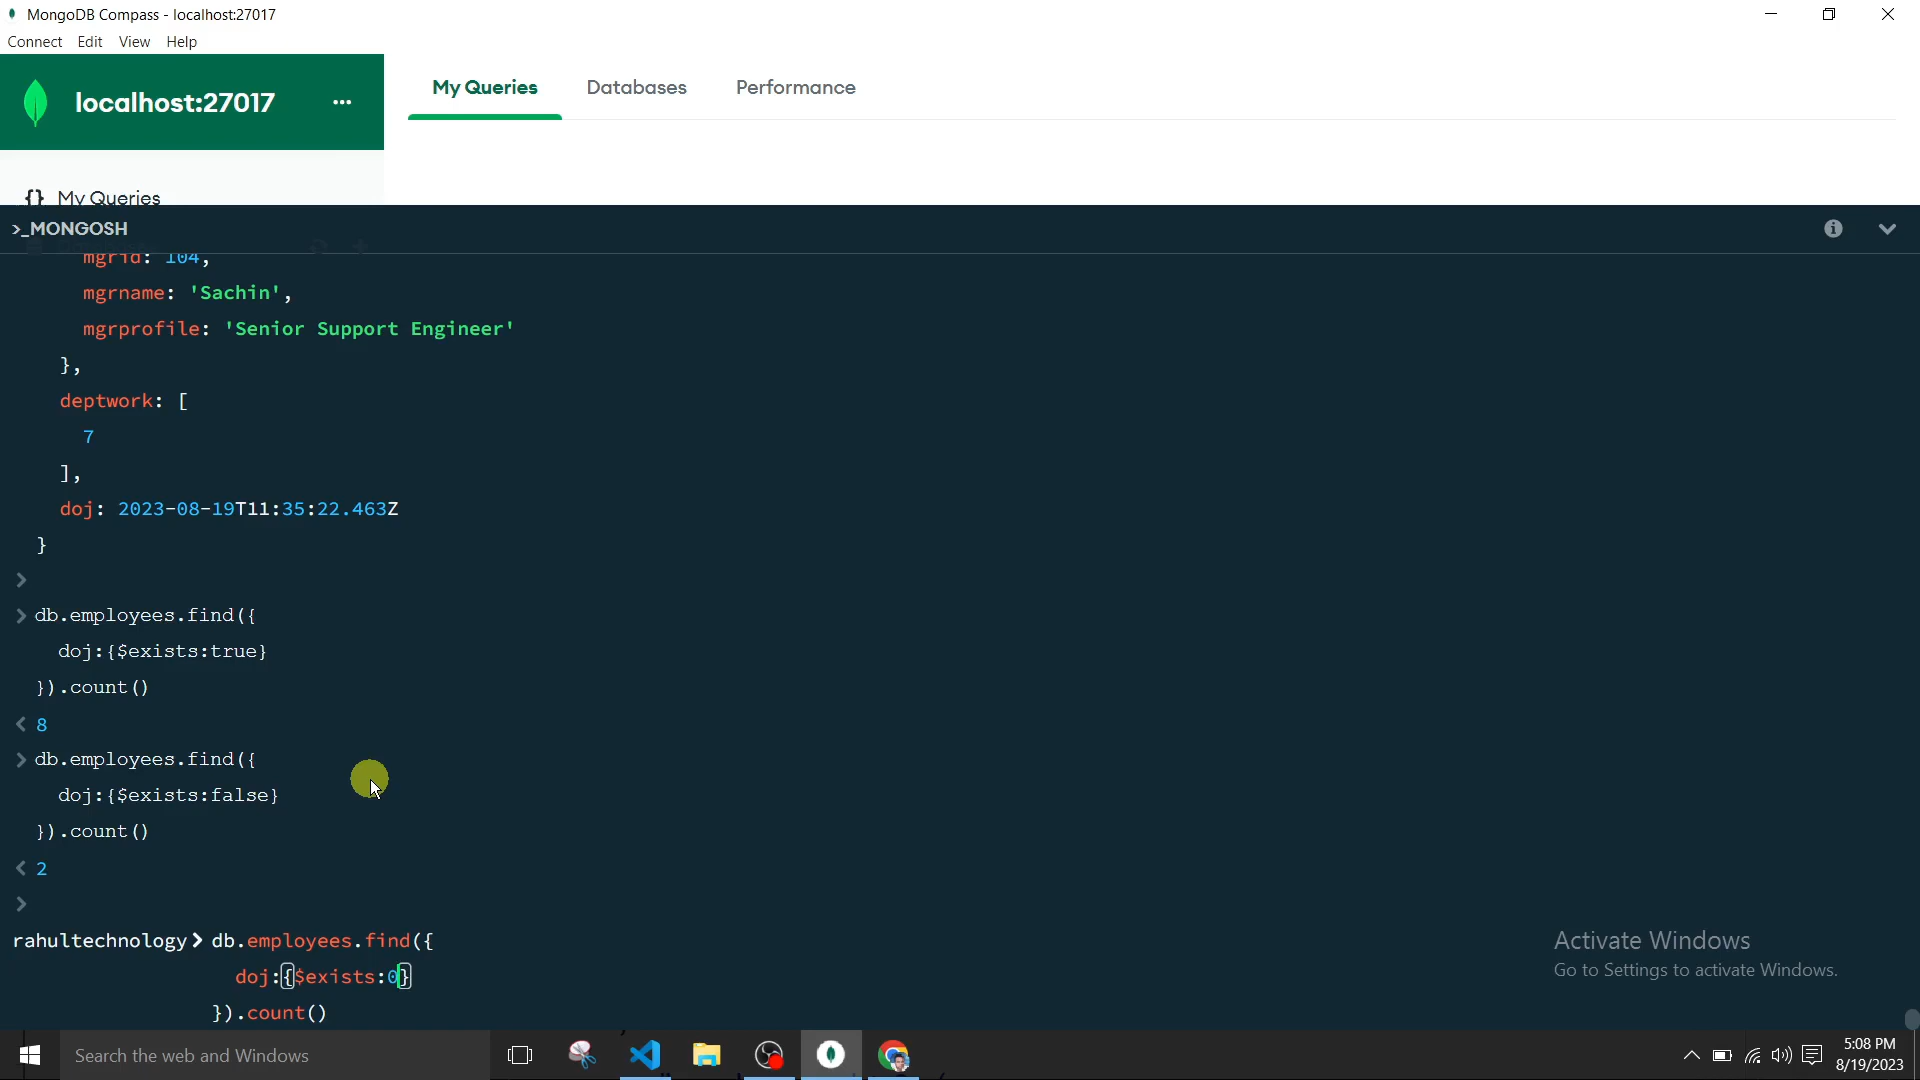 MongoDB Compass - localhost:27017
Connect Edit View Help
localhost:27017 ...
My Queries Databases Performance
{} My Queries
>_MONGOSH
mgrid: 104,
mgrname: 'Sachin',
mgrprofile: 'Senior Support Engineer'
},
deptwork: [
7
],
doj: 2023-08-19T11:35:22.463Z
}
>
> db.employees.find({
doj:{$exists:true}
}).count()
< 8
> db.employees.find({
doj:{$exists:false}
}).count()
< 2
>
rahultechnology> db.employees.find({
doj:{$exists:0}
}).count()
Activate Windows
Go to Settings to activate Windows.
Search the web and Windows
5:08 PM
8/19/2023